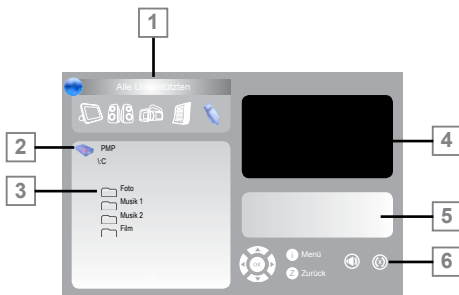 1
Alle Unterstützten
2
PMP
\:C
3
Foto
Musik 1
Musik 2
Film
4
5
OK
i Menü
Z Zurück
6